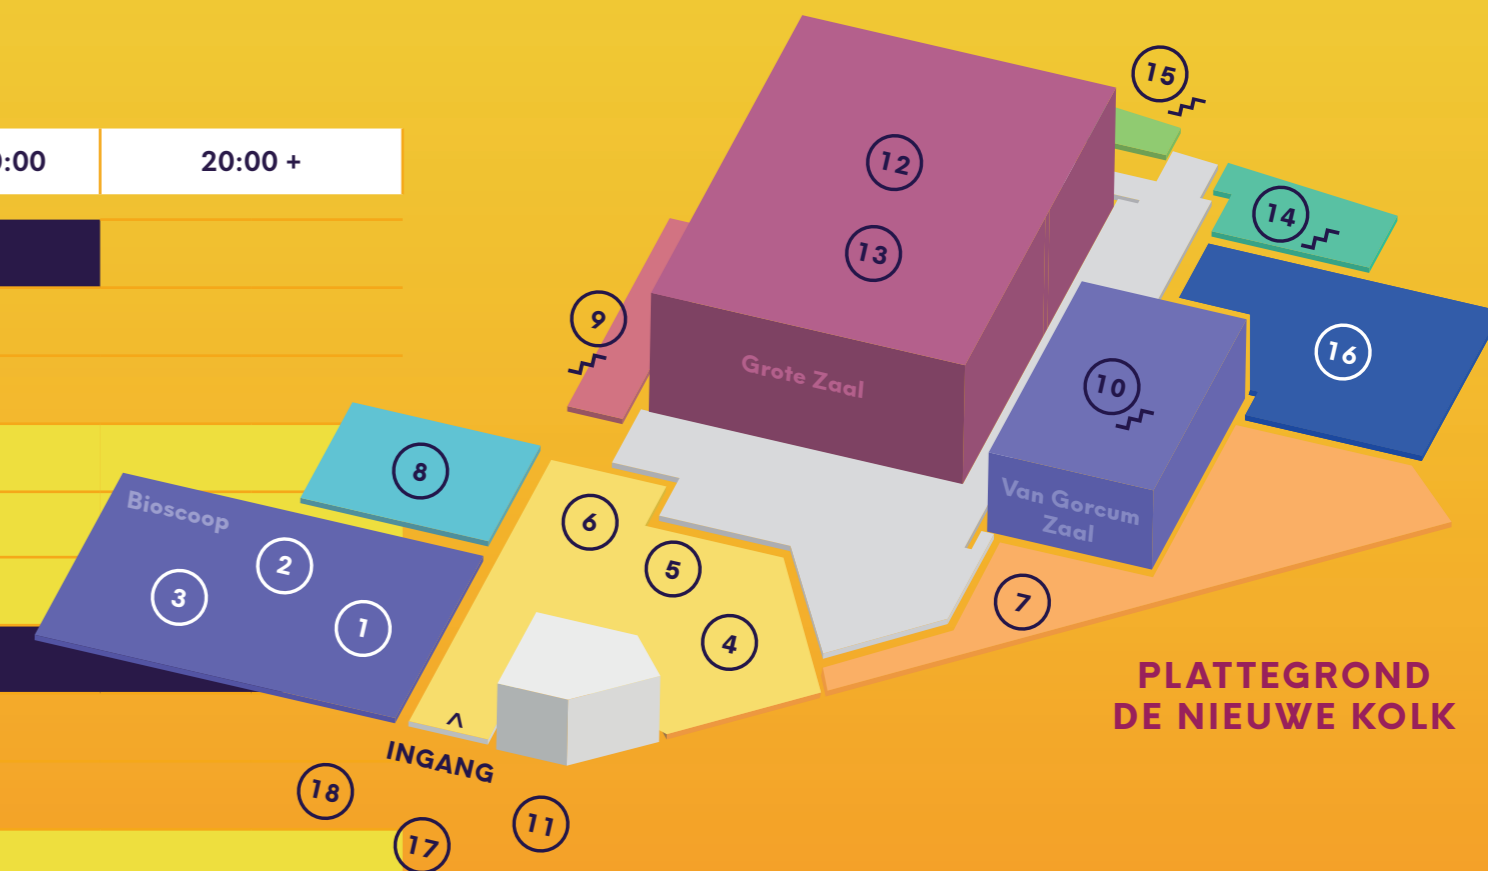 :00
20:00 +
15
12
14
13
9
16
Grote Zaal
10
8
Bioscoop
6
Van Gorcum
Zaal
2
5
3
7
1
4
PLATTEGROND
DE NIEUWE KOLK
INGANG
18
11
17